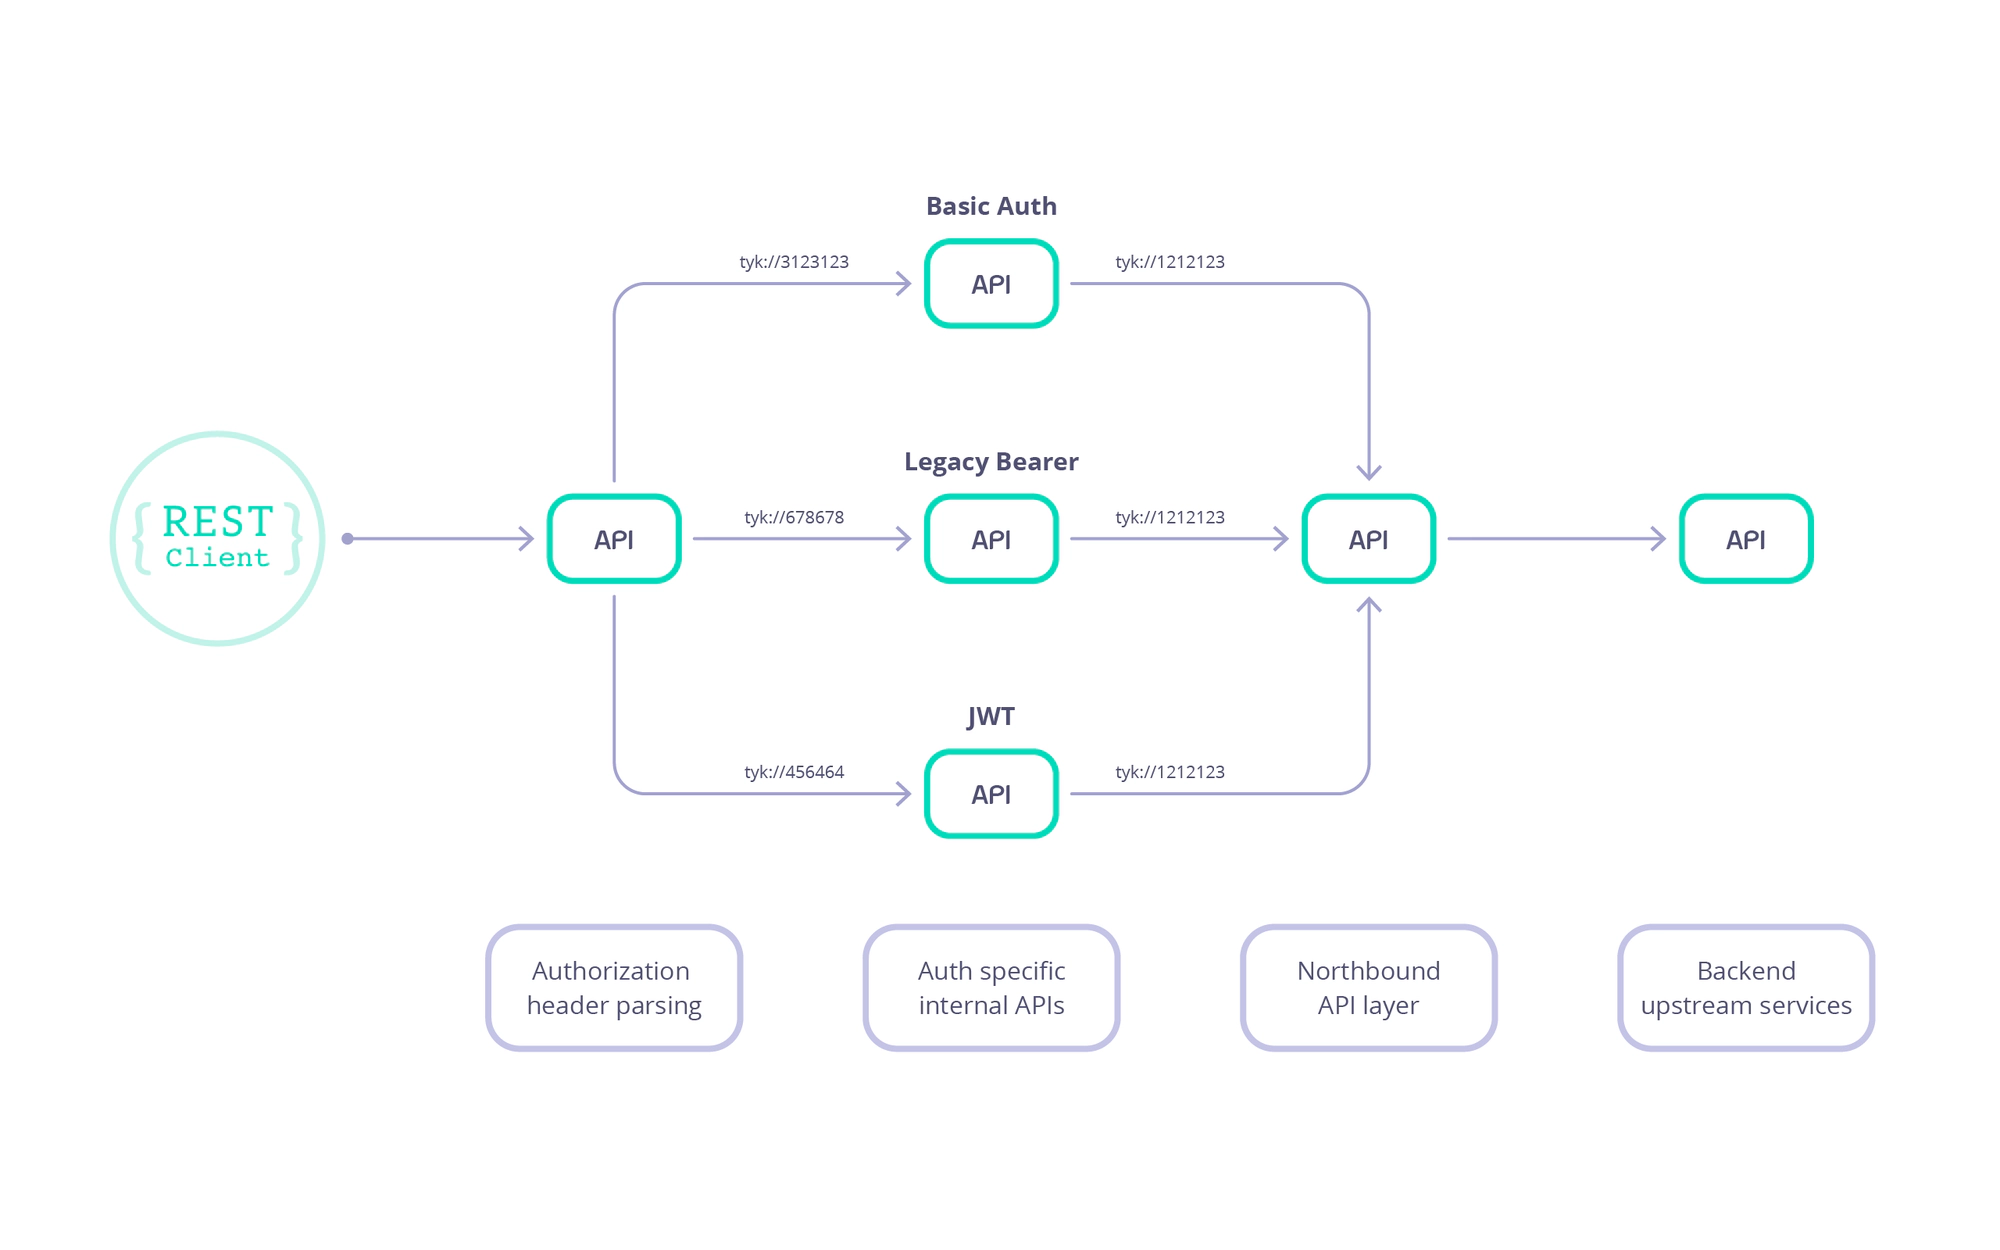 Basic Auth
tyk://3123123
API
tyk://1212123
Legacy Bearer
{ REST }
Client
API
tyk://678678
API
tyk://1212123
API
API
JWT
tyk://456464
API
tyk://1212123
Authorization
header parsing
Auth specific
internal APIs
Northbound
API layer
Backend
upstream services